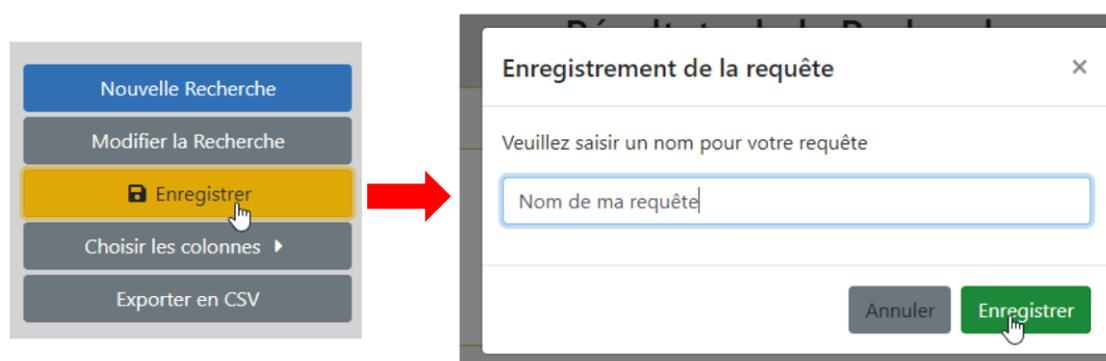 Nouvelle Recherche
Modifier la Recherche
Enregistrer
Choisir les colonnes
Exporter en CSV
Enregistrement de la requête
×
Veuillez saisir un nom pour votre requête
Nom de ma requête
Annuler
Enregistrer